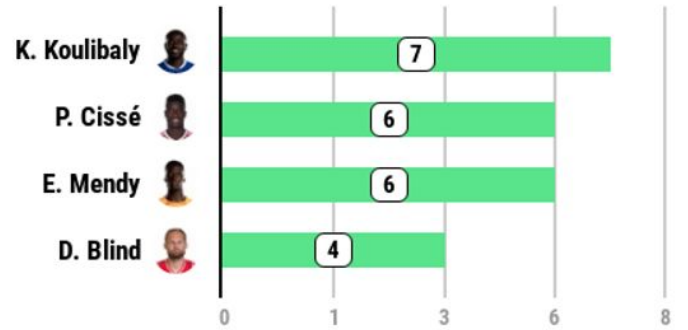 K. Koulibaly 7
P. Cissé 6
E. Mendy 6
D. Blind 4
0 1 3 6 8